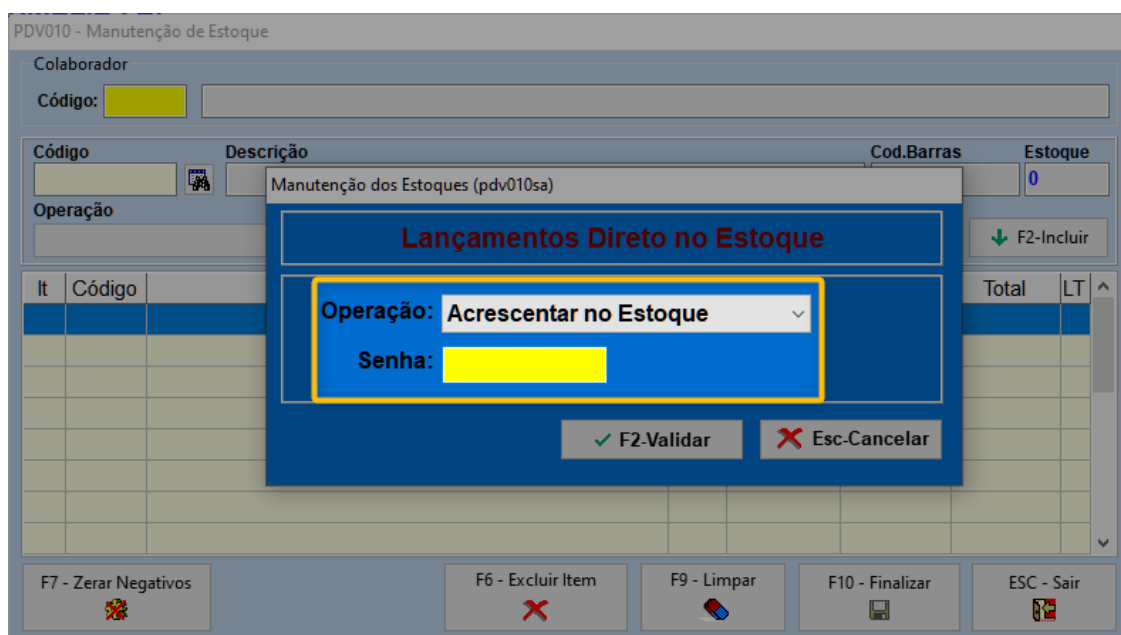 PDV010 - Manutenção de Estoque
Colaborador
Código:
Código Descrição Cod.Barras Estoque
0
Manutenção dos Estoques (pdv010sa)
Operação
Lançamentos Direto no Estoque
F2-Incluir
It Código Total LT
Operação: Acrescentar no Estoque
Senha:
F2-Validar Esc-Cancelar
F7 - Zerar Negativos F6 - Excluir Item F9 - Limpar F10 - Finalizar ESC - Sair